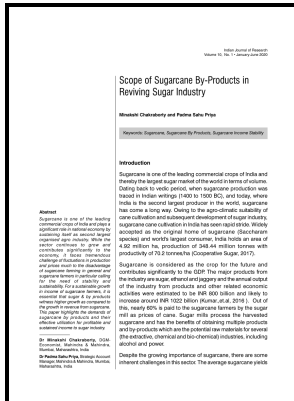 Indian Journal of Research
Volume 10, No. 1 • January-June 2020
Scope of Sugarcane By-Products in
Reviving Sugar Industry
Minakshi Chakraborty and Padma Sahu Priya
Keywords: Sugarcane, Sugarcane By Products, Sugarcane Income Stability
Introduction
Sugarcane is one of the leading commercial crops of India and
thereby the largest sugar market of the world in terms of volume.
Dating back to vedic period, when sugarcane production was
traced in Indian writings (1400 to 1500 BC), and today, where
India is the second largest producer in the world, sugarcane
has come a long way. Owing to the agro-climatic suitability of
cane cultivation and subsequent development of sugar industry,
sugarcane cultivation in India has seen rapid stride. Widely
accepted as the original home of sugarcane (Saccharam
species) and world's largest consumer, India holds an area of
4.92 million ha, production of 348.44 million tonnes with
productivity of 70.2 tonnes/ha (Cooperative Sugar, 2017).
Sugarcane is considered as the crop for the future and
contributes significantly to the GDP. The major products from
the industry are sugar, ethanol and jaggery and the annual output
of the industry from products and other related economic
activities were estimated to be INR 800 billion and likely to
increase around INR 1022 billion (Kumar,.et.al, 2016 ). Out of
this, nearly 60% is paid to the sugarcane farmers by the sugar
mill as prices of cane. Sugar mills process the harvested
sugarcane and has the benefits of obtaining multiple products
and by products which are the potential raw materials for several
(the extractive, chemical and bio-chemical) industries, including
alcohol and power.
Despite the growing importance of sugarcane, there are some
inherent challenges in this sector. The average sugarcane yields
Abstract
Sugarcane is one of the leading
commercial crops of India and plays a
significant role in national economy by
sustaining itself as second largest
organised agro industry. While the
sector continues to grow and
contributes significantly to the
economy, it faces tremendous
challenge of fluctuations in production
and prices much to the disadvantage
of sugarcane farming in general and
sugarcane farmers in particular calling
for the need of stability and
sustainability. For a sustainable growth
in income of sugarcane farmers, it is
essential that sugar & by products
witness higher growth as compared to
the growth in revenue from sugarcane.
This paper highlights the demands of
sugarcane by products and their
effective utilisation for profitable and
sustained income to sugar industry.
Dr Minakshi Chakraborty, DGM-
Economist, Mahindra & Mahindra,
Mumbai, Maharashtra, India
Dr Padma Sahu Priya, Strategic Account
Manager, Mahindra & Mahindra, Mumbai,
Maharashtra, India.